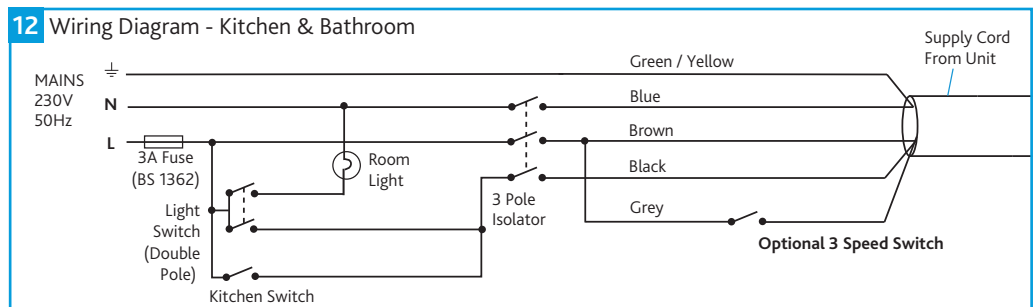 12 Wiring Diagram - Kitchen & Bathroom
Supply Cord
From Unit
Green / Yellow
MAINS
230V
50Hz
N
Blue
L
Brown
3A Fuse
(BS 1362)
Room
Light
Black
Light
Switch
(Double
Pole)
3 Pole
Isolator
Grey
Optional 3 Speed Switch
Kitchen Switch